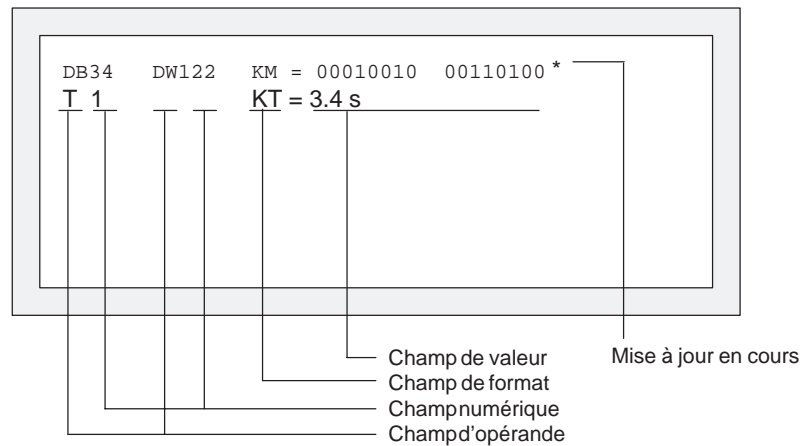 DB34 DW122 KM = 00010010 00110100 *
T 1 KT = 3.4 s
Champ de valeur Mise à jour en cours
Champ de format
Champ numérique
Champ d'opérande